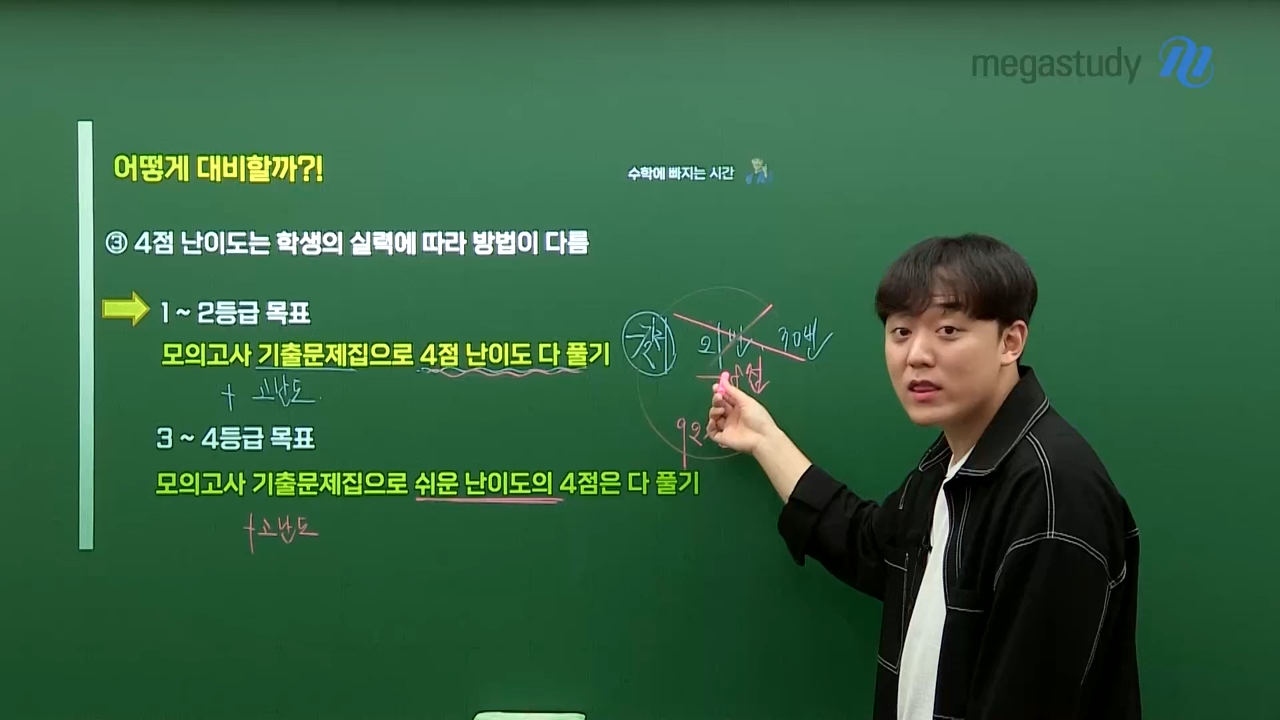 megastudy
어떻게 대비할까?!
수학에 빠지는 시간
③ 4점 난이도는 학생의 실력에 따라 방법이 다름
1 ~ 2등급 목표
모의고사 기출문제집으로 4점 난이도 다 풀기
+ 고난도
30번
3 ~ 4등급 목표
모의고사 기출문제집으로 쉬운 난이도의 4점은 다 풀기
+고난도